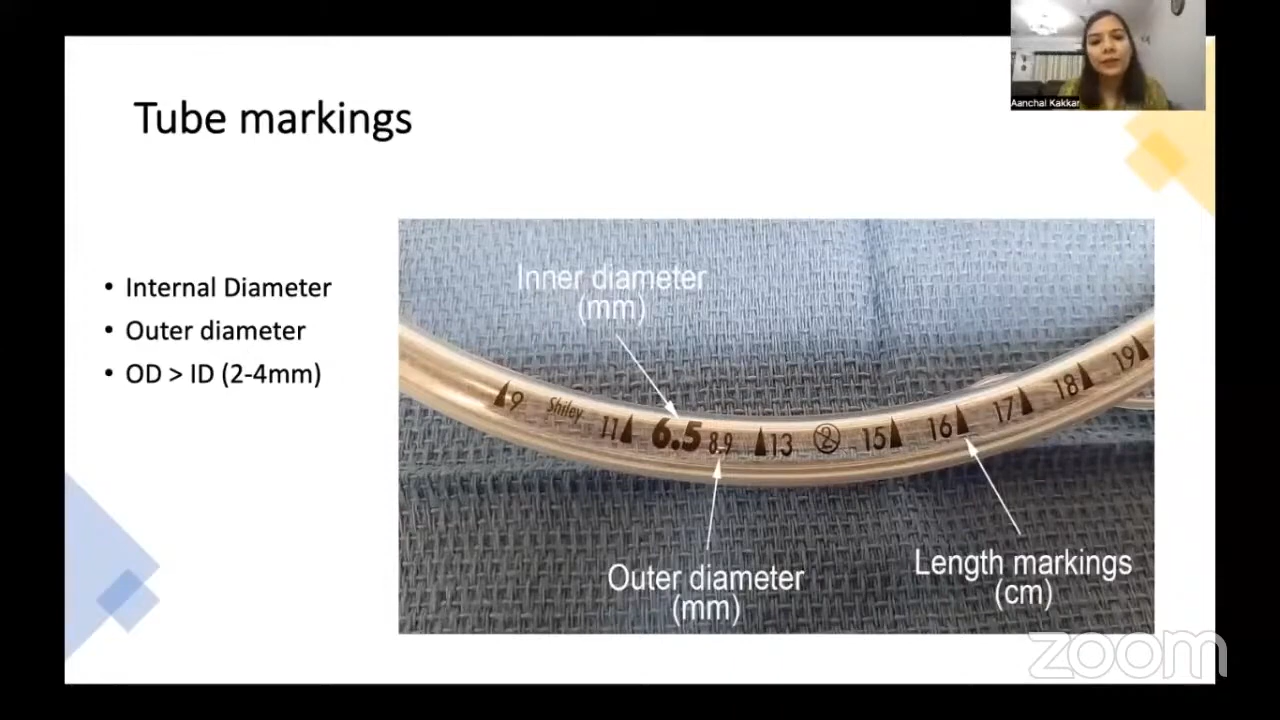 Aanchal Kakkar
Tube markings
• Internal Diameter
• Outer diameter
• OD > ID (2-4mm)
Inner diameter
(mm)
9 Shiley 11 6.5 8.9 13 2 15 16 17 18 19
Outer diameter
(mm)
Length markings
(cm)
zoom